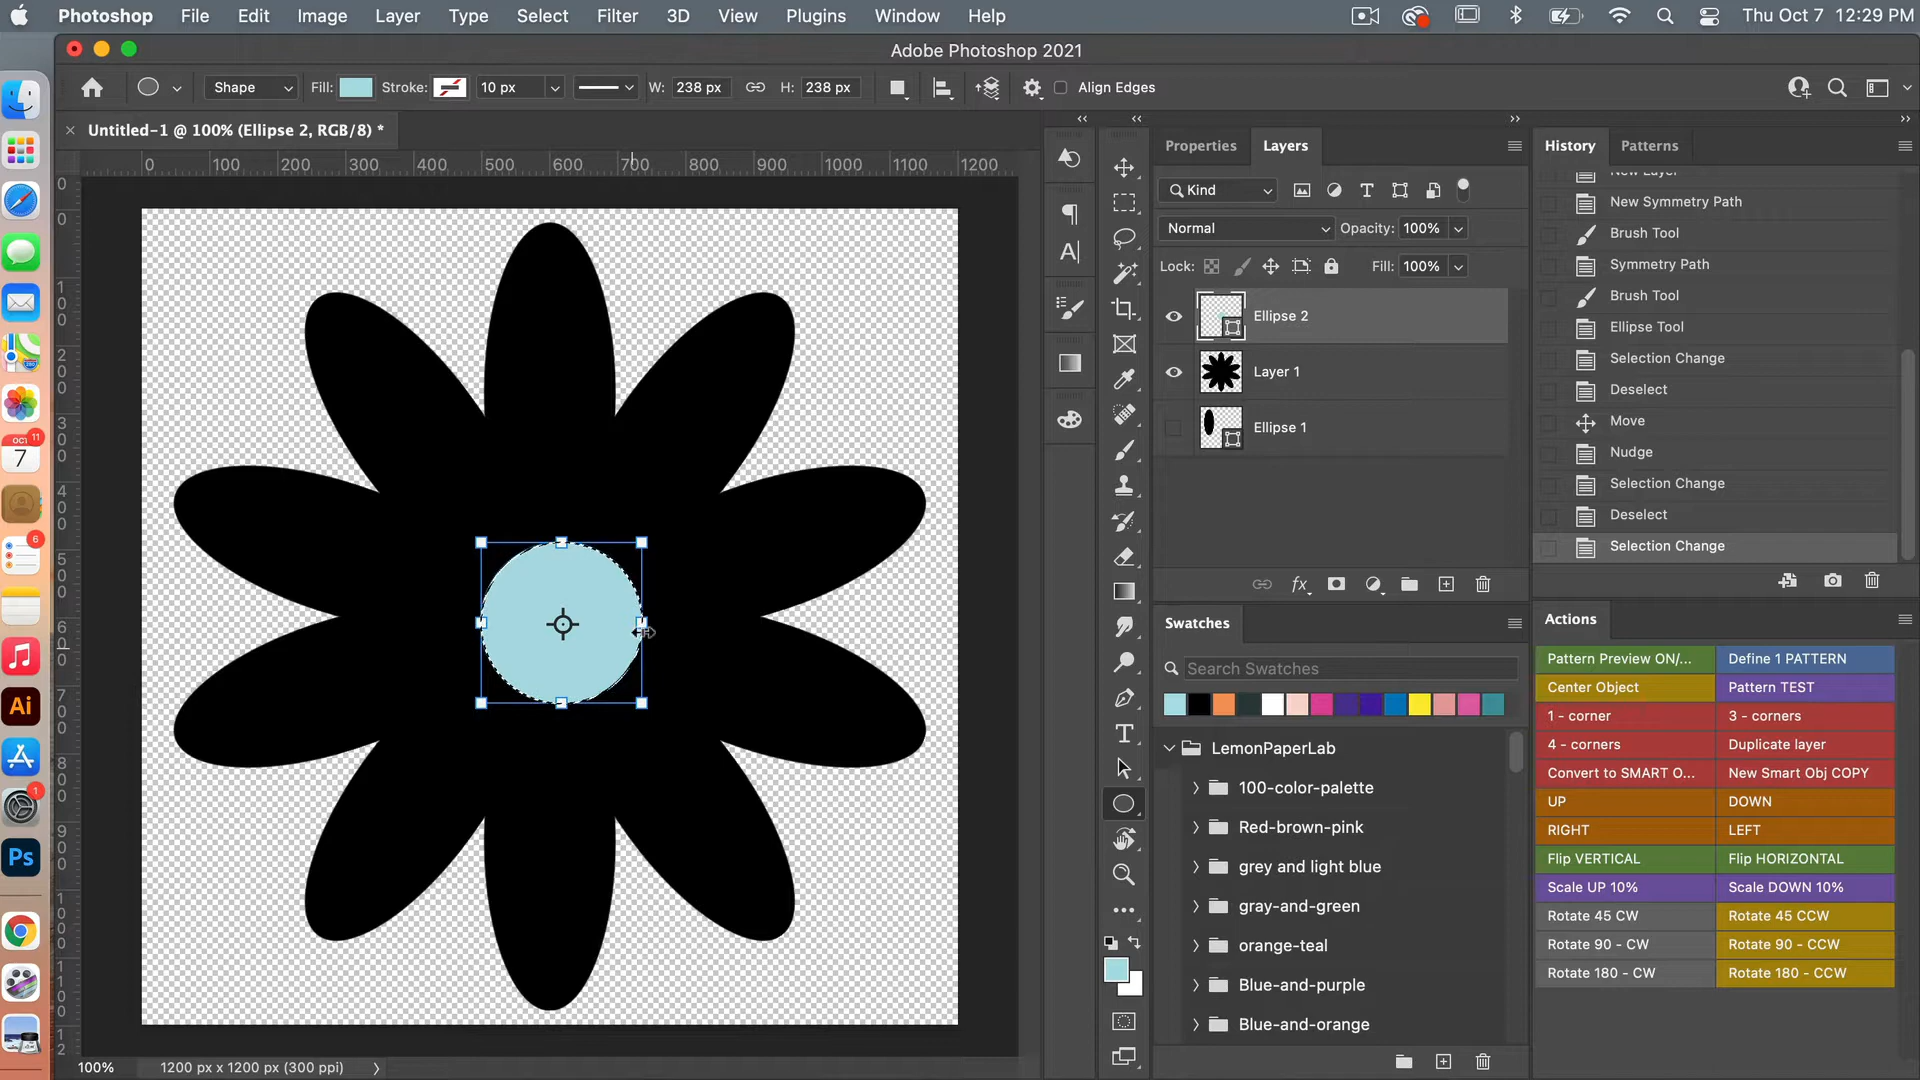 Photoshop File Edit Image Layer Type Select Filter 3D View Plugins Window Help Thu Oct 7 12:29 PM
Adobe Photoshop 2021
Shape Fill: Stroke: 10 px W: 238 px H: 238 px Align Edges
Untitled-1 @ 100% (Ellipse 2, RGB/8) *
0 100 200 300 400 500 600 700 800 900 1000 1100 1200
Properties Layers
Kind
Normal Opacity: 100%
Lock: Fill: 100%
Ellipse 2
Layer 1
Ellipse 1
Swatches
Search Swatches
LemonPaperLab
100-color-palette
Red-brown-pink
grey and light blue
gray-and-green
orange-teal
Blue-and-purple
Blue-and-orange
History Patterns
New Layer
New Symmetry Path
Brush Tool
Symmetry Path
Brush Tool
Ellipse Tool
Selection Change
Deselect
Move
Nudge
Selection Change
Deselect
Selection Change
Actions
Pattern Preview ON/... Define 1 PATTERN
Center Object Pattern TEST
1 - corner 3 - corners
4 - corners Duplicate layer
Convert to SMART O... New Smart Obj COPY
UP DOWN
RIGHT LEFT
Flip VERTICAL Flip HORIZONTAL
Scale UP 10% Scale DOWN 10%
Rotate 45 CW Rotate 45 CCW
Rotate 90 - CW Rotate 90 - CCW
Rotate 180 - CW Rotate 180 - CCW
OCT 11
7
6
Ai
1
Ps
100% 1200 px x 1200 px (300 ppi)